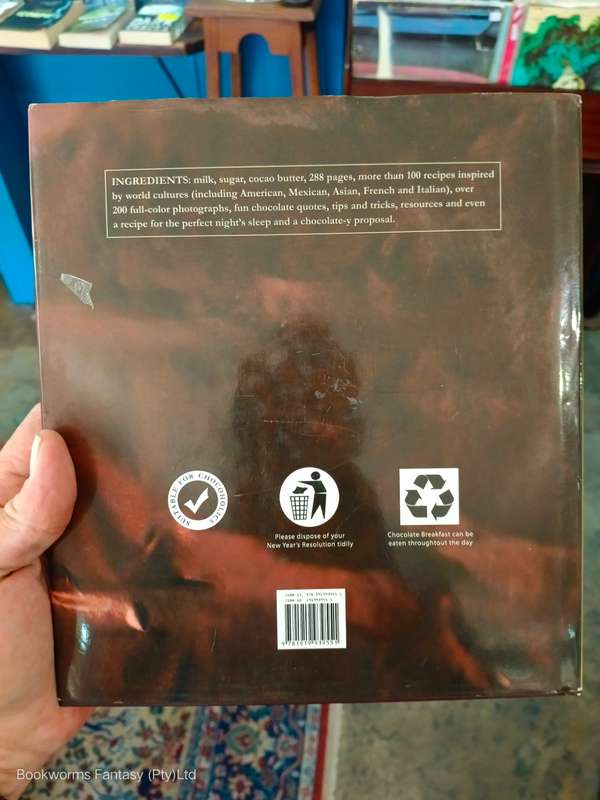 INGREDIENTS: milk, sugar, cocao butter, 288 pages, more than 100 recipes inspired
by world cultures (including American, Mexican, Asian, French and Italian), over
200 full-color photographs, fun chocolate quotes, tips and tricks, resources and even
a recipe for the perfect night's sleep and a chocolate-y proposal.
SUITABLE FOR CHOCOHOLICS
Please dispose of your
New Year's Resolution tidily
Chocolate Breakfast can be
eaten throughtout the day
9 781919 939551
Bookworms Fantasy (Pty)Ltd